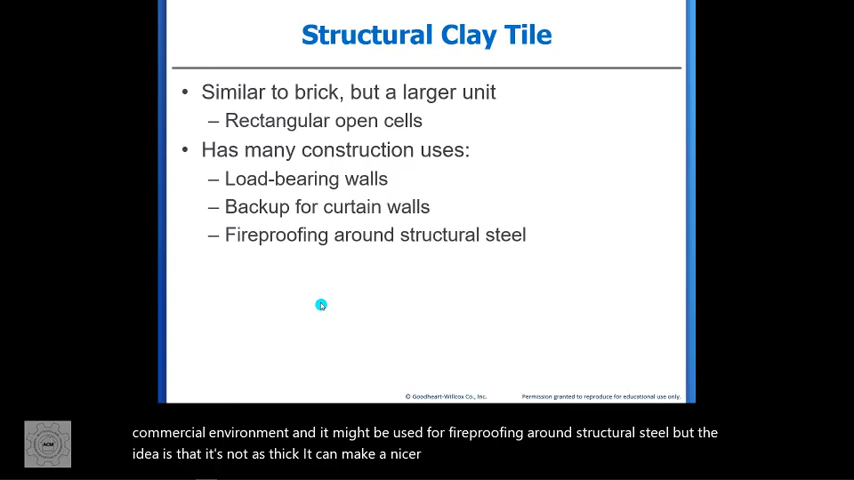 Structural Clay Tile
• Similar to brick, but a larger unit
– Rectangular open cells
• Has many construction uses:
– Load-bearing walls
– Backup for curtain walls
– Fireproofing around structural steel
© Goodheart-Willcox Co., Inc. Permission granted to reproduce for educational use only.
ACM
commercial environment and it might be used for fireproofing around structural steel but the
idea is that it's not as thick It can make a nicer